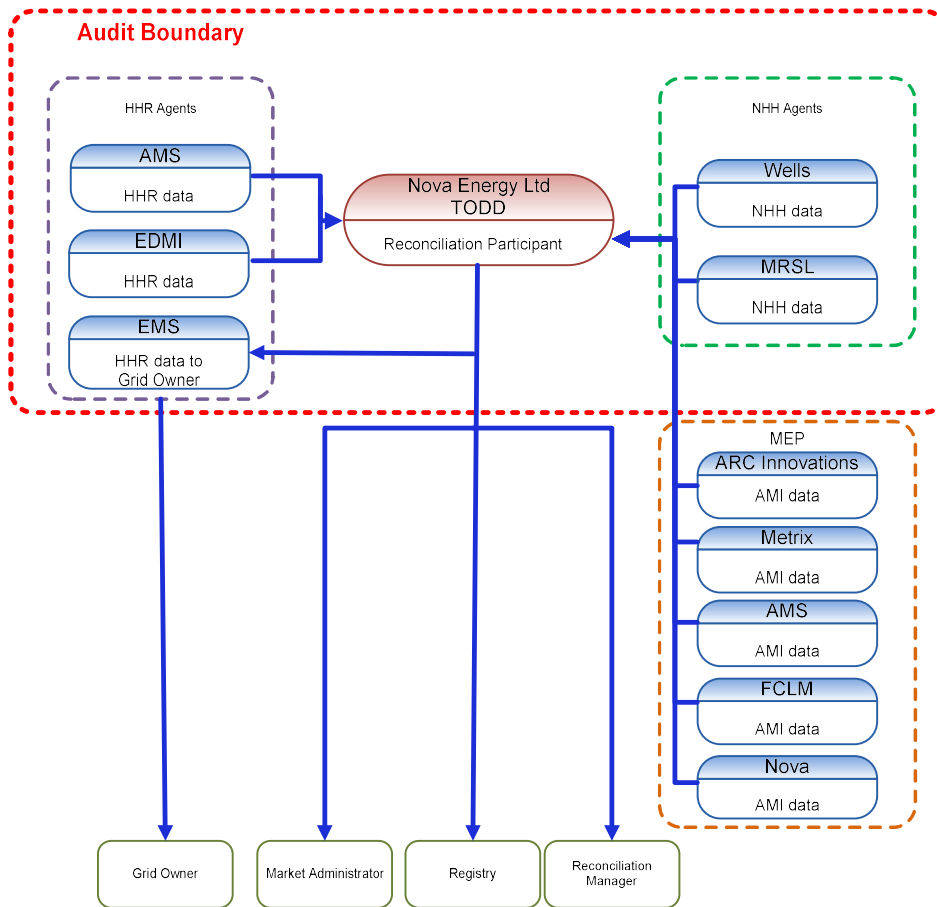 Audit Boundary
HHR Agents
AMS
HHR data
EDMI
HHR data
EMS
HHR data to
Grid Owner
Nova Energy Ltd
TODD
Reconciliation Participant
NHH Agents
Wells
NHH data
MRSL
NHH data
MEP
ARC Innovations
AMI data
Metrix
AMI data
AMS
AMI data
FCLM
AMI data
Nova
AMI data
Grid Owner
Market Administrator
Registry
Reconciliation
Manager